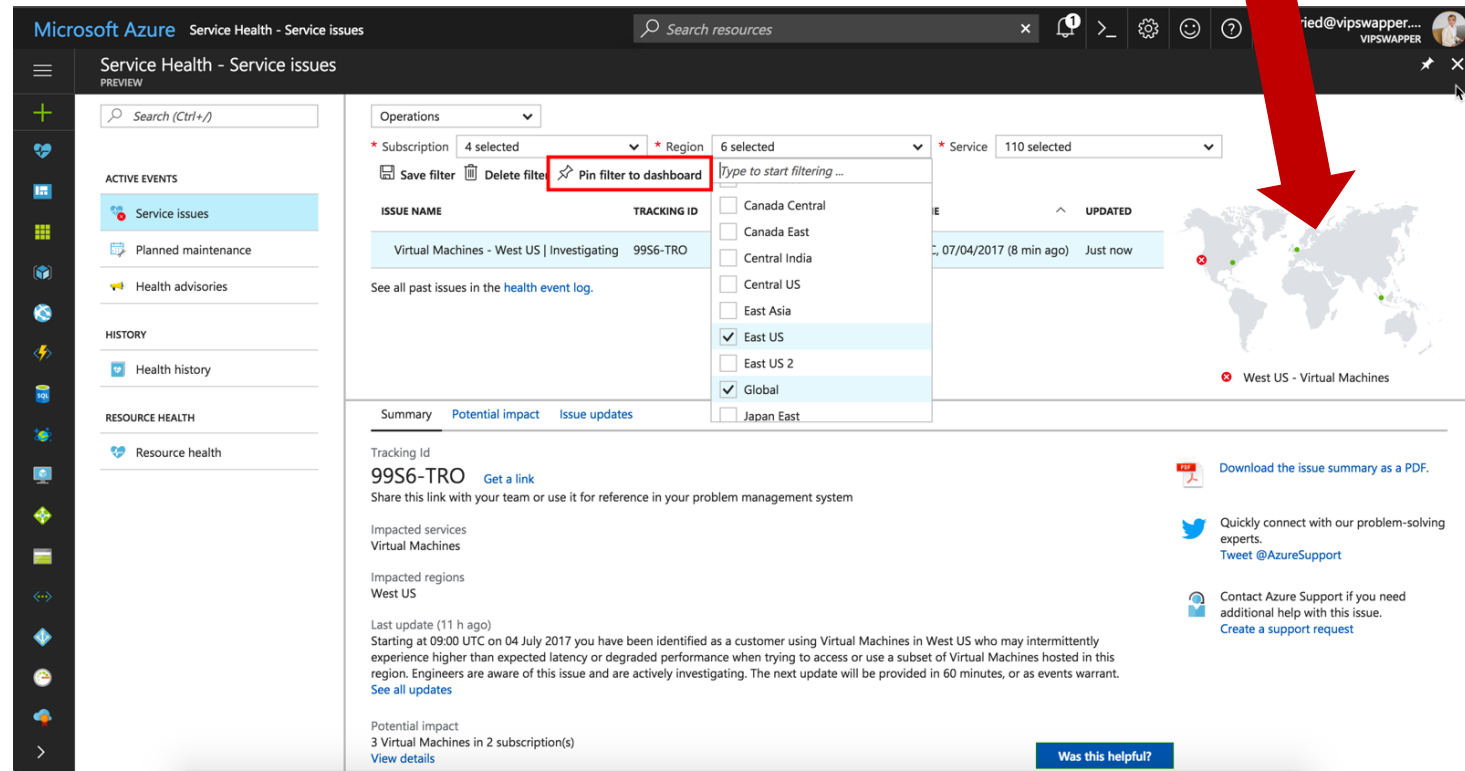 Microsoft Azure Service Health - Service issues
Search resources
1
ied@vipswapper....
VIPSWAPPER
Service Health - Service issues
PREVIEW
Search (Ctrl+/)
ACTIVE EVENTS
Service issues
Planned maintenance
Health advisories
HISTORY
Health history
RESOURCE HEALTH
Resource health
Operations
* Subscription 4 selected * Region 6 selected * Service 110 selected
Save filter Delete filter Pin filter to dashboard
Type to start filtering ...
Canada Central
Canada East
Central India
Central US
East Asia
East US
East US 2
Global
Japan East
ISSUE NAME TRACKING ID UPDATED
Virtual Machines - West US | Investigating 99S6-TRO C, 07/04/2017 (8 min ago) Just now
See all past issues in the health event log.
West US - Virtual Machines
Summary Potential impact Issue updates
Tracking Id
99S6-TRO Get a link
Share this link with your team or use it for reference in your problem management system
Impacted services
Virtual Machines
Impacted regions
West US
Last update (11 h ago)
Starting at 09:00 UTC on 04 July 2017 you have been identified as a customer using Virtual Machines in West US who may intermittently
experience higher than expected latency or degraded performance when trying to access or use a subset of Virtual Machines hosted in this
region. Engineers are aware of this issue and are actively investigating. The next update will be provided in 60 minutes, or as events warrant.
See all updates
Potential impact
3 Virtual Machines in 2 subscription(s)
View details
PDF
Download the issue summary as a PDF.
Quickly connect with our problem-solving
experts.
Tweet @AzureSupport
Contact Azure Support if you need
additional help with this issue.
Create a support request
Was this helpful?
SQL